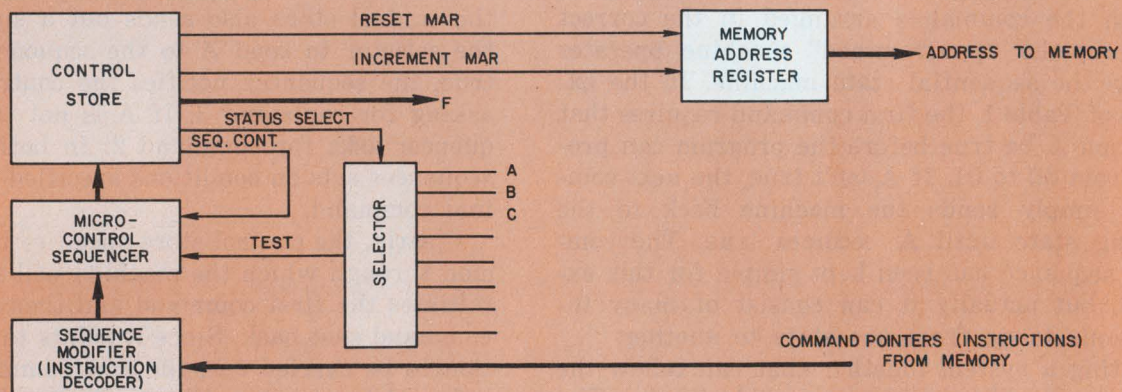 RESET MAR
INCREMENT MAR
CONTROL
STORE
F
STATUS SELECT
SEQ. CONT.
MEMORY
ADDRESS
REGISTER
ADDRESS TO MEMORY
A
B
C
SELECTOR
MICRO-
CONTROL
SEQUENCER
TEST
SEQUENCE
MODIFIER
(INSTRUCTION
DECODER)
COMMAND POINTERS (INSTRUCTIONS)
FROM MEMORY